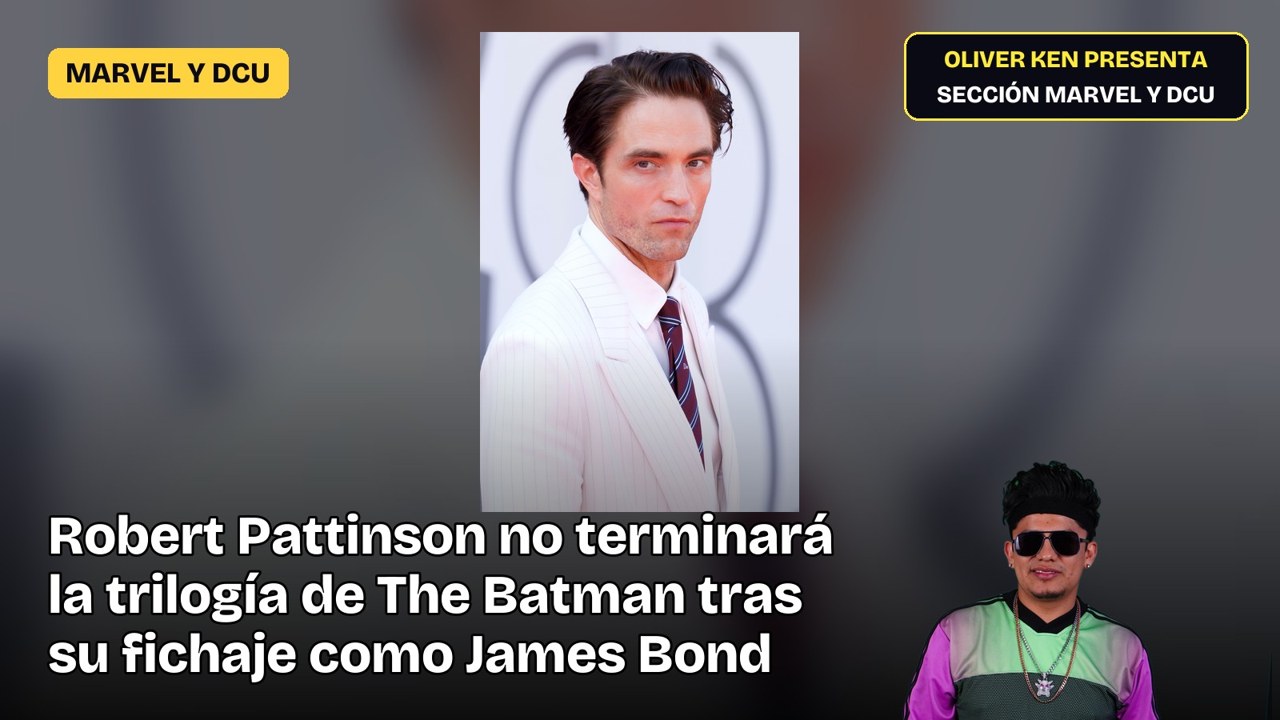 MARVEL Y DCU
OLIVER KEN PRESENTA
SECCIÓN MARVEL Y DCU
Robert Pattinson no terminará
la trilogía de The Batman tras
su fichaje como James Bond